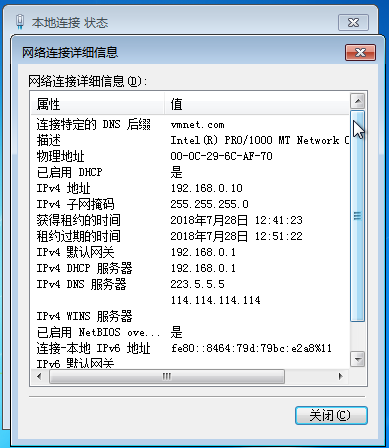 本地连接 状态
网络连接详细信息
网络连接详细信息(D):
属性 值
连接特定的 DNS 后缀 vmnet.com
描述 Intel(R) PRO/1000 MT Network C
物理地址 00-0C-29-6C-AF-70
已启用 DHCP 是
IPv4 地址 192.168.0.10
IPv4 子网掩码 255.255.255.0
获得租约的时间 2018年7月28日 12:41:23
租约过期的时间 2018年7月28日 12:51:22
IPv4 默认网关 192.168.0.1
IPv4 DHCP 服务器 192.168.0.1
IPv4 DNS 服务器 223.5.5.5
114.114.114.114
IPv4 WINS 服务器
已启用 NetBIOS ove... 是
连接-本地 IPv6 地址 fe80::8464:79d:79bc:e2a8%11
IPv6 默认网关
关闭(C)